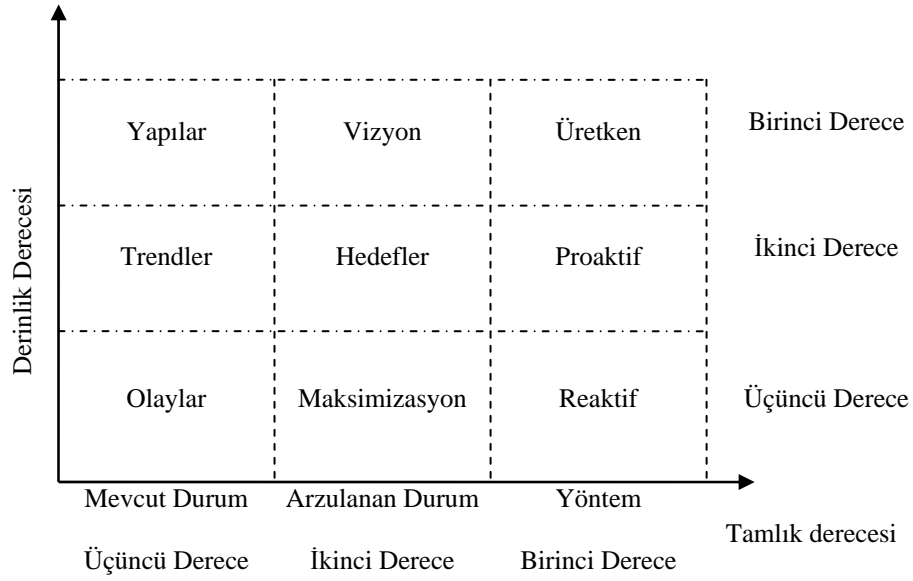 Yapılar Vizyon Üretken Birinci Derece
Trendler Hedefler Proaktif İkinci Derece
Olaylar Maksimizasyon Reaktif Üçüncü Derece
Derinlik Derecesi
Mevcut Durum Arzulanan Durum Yöntem
Tamlık derecesi
Üçüncü Derece İkinci Derece Birinci Derece